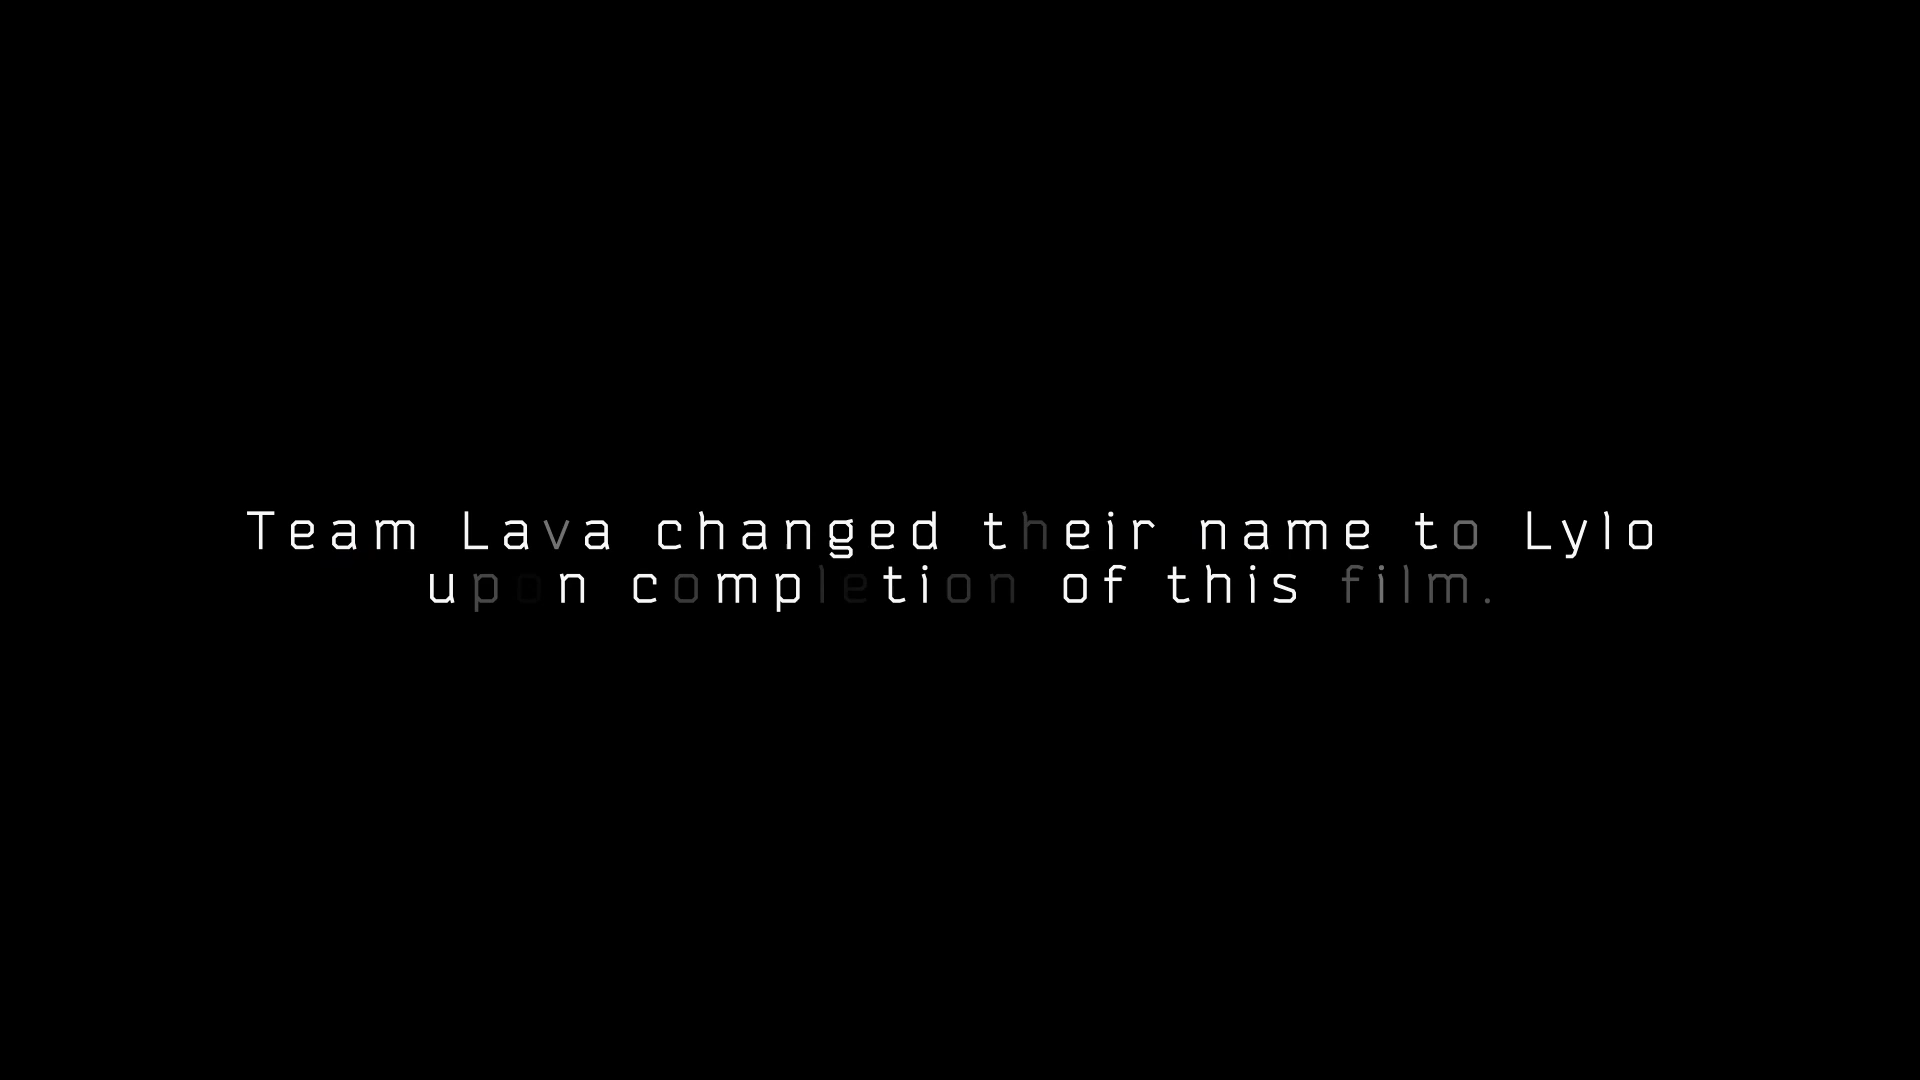 Team Lava changed their name to Lylo
upon completion of this film.